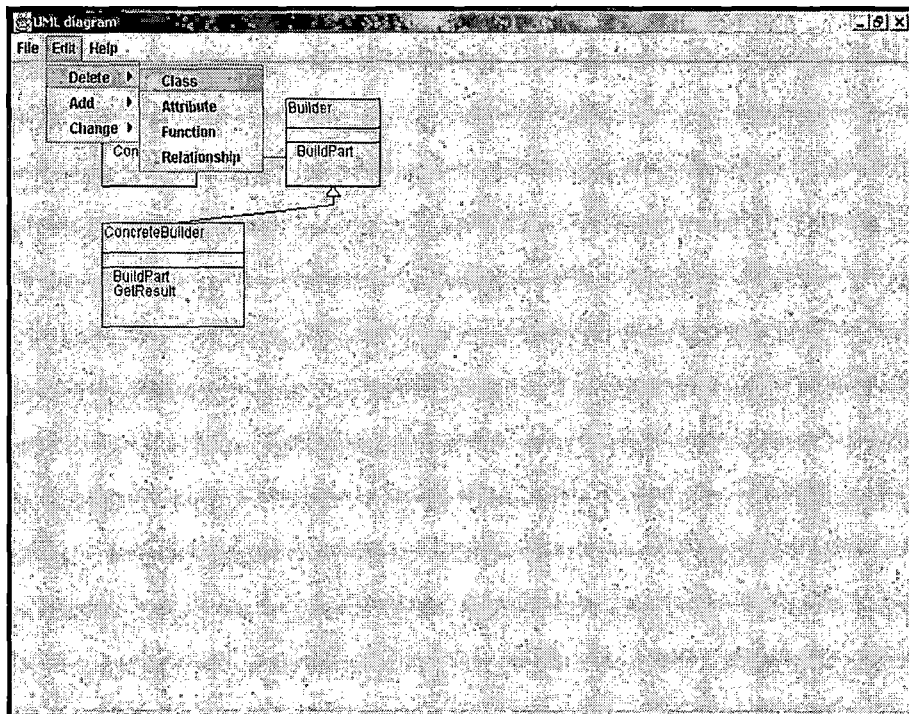 UML diagram
File Edit Help
Delete
Add
Change
Class
Attribute
Function
Relationship
Con
Builder
BuildPart
ConcreteBuilder
BuildPart
GetResult